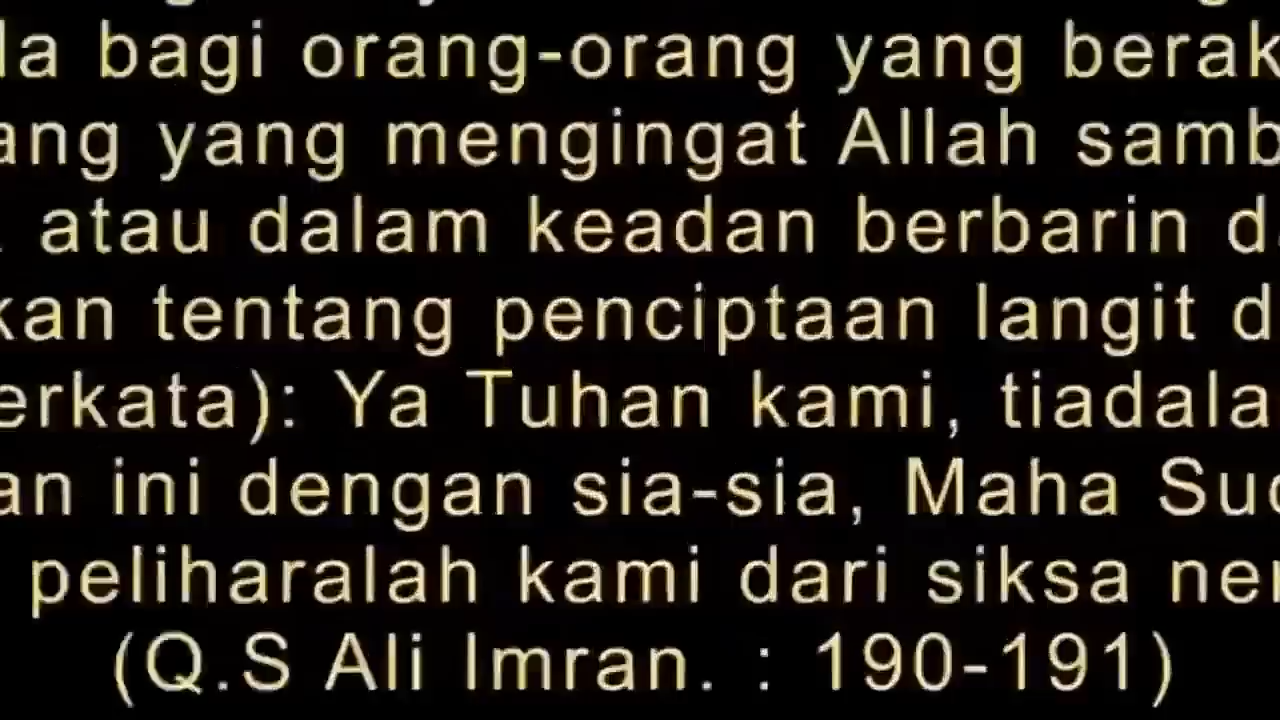 la bagi orang-orang yang berak
ang yang mengingat Allah samb
atau dalam keadan berbarin d
kan tentang penciptaan langit d
erkata): Ya Tuhan kami, tiadala
an ini dengan sia-sia, Maha Suc
peliharalah kami dari siksa ner
(Q.S Ali Imran. : 190-191)